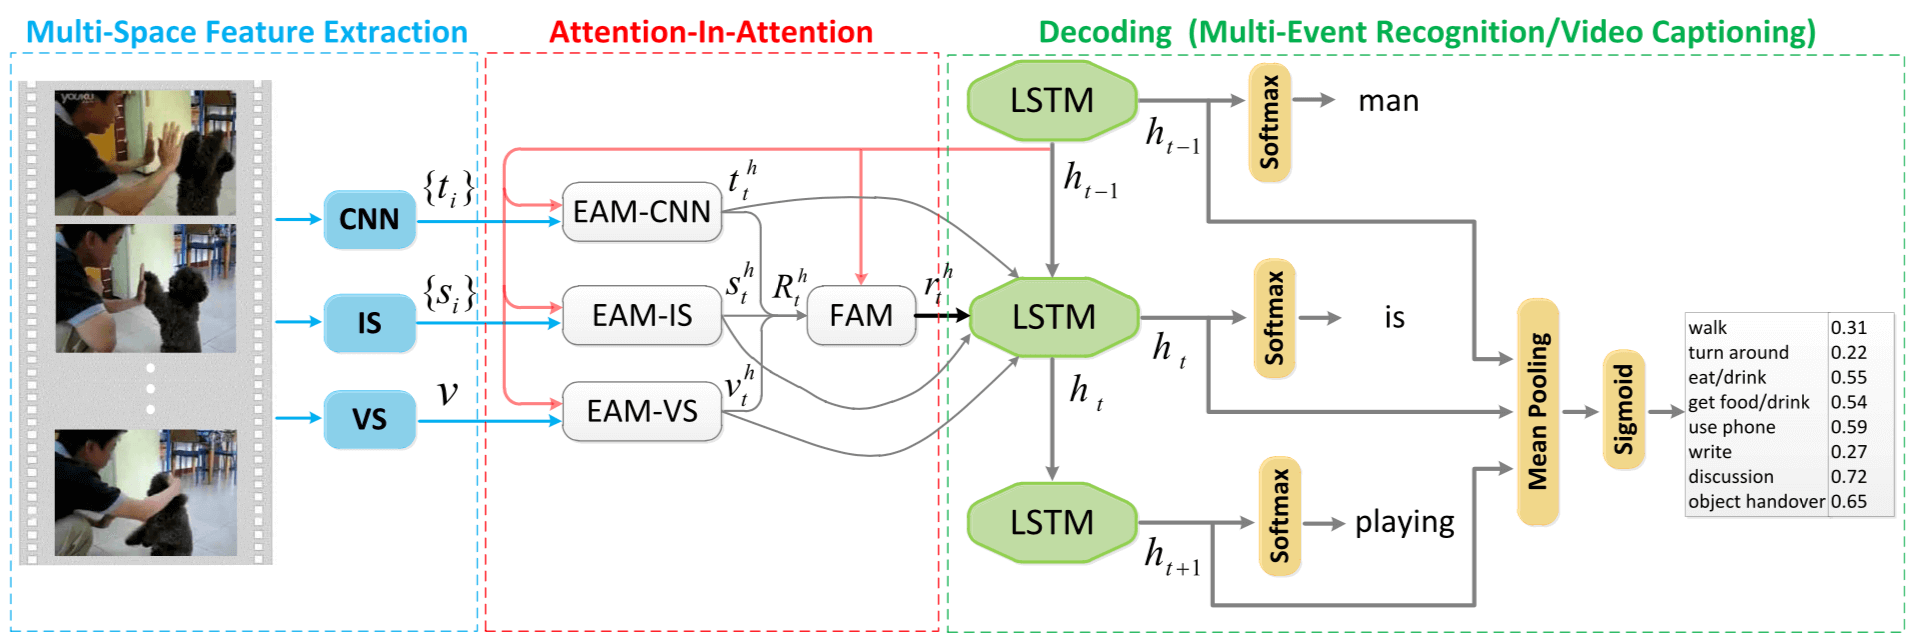 Multi-Space Feature Extraction
Attention-In-Attention
Decoding (Multi-Event Recognition/Video Captioning)
YOUKU
CNN
{t_i}
IS
{s_i}
VS
v
EAM-CNN
t_t^h
EAM-IS
s_t^h
EAM-VS
v_t^h
R_t^h
FAM
r_t^h
LSTM
h_{t-1}
h_{t-1}
Softmax
man
LSTM
h_t
h_t
Softmax
is
LSTM
h_{t+1}
Softmax
playing
Mean Pooling
Sigmoid
walk 0.31
turn around 0.22
eat/drink 0.55
get food/drink 0.54
use phone 0.59
write 0.27
discussion 0.72
object handover 0.65